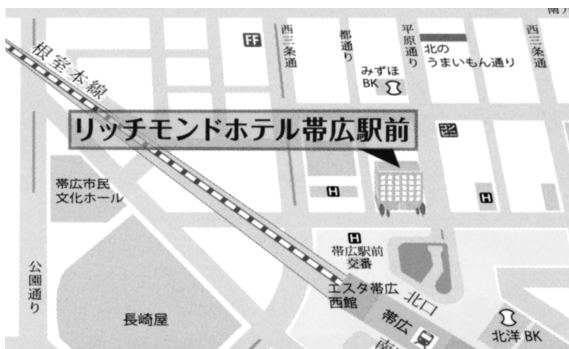 西三条通
都通り
平原通り
北の
うまいもん通り
西二条通
FF
みずほ
BK
根室本線
リッチモンドホテル帯広駅前
帯広市民
文化ホール
H
H
H
帯広駅前
交番
公園通り
長崎屋
エスタ帯広
西館
北口
帯広
北洋BK